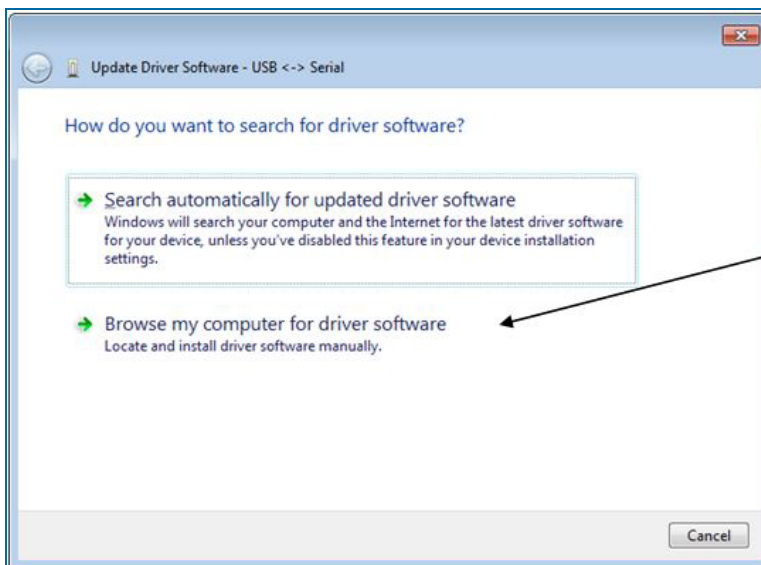 Update Driver Software - USB <-> Serial
How do you want to search for driver software?
Search automatically for updated driver software
Windows will search your computer and the Internet for the latest driver software
for your device, unless you've disabled this feature in your device installation
settings.
Browse my computer for driver software
Locate and install driver software manually.
Cancel